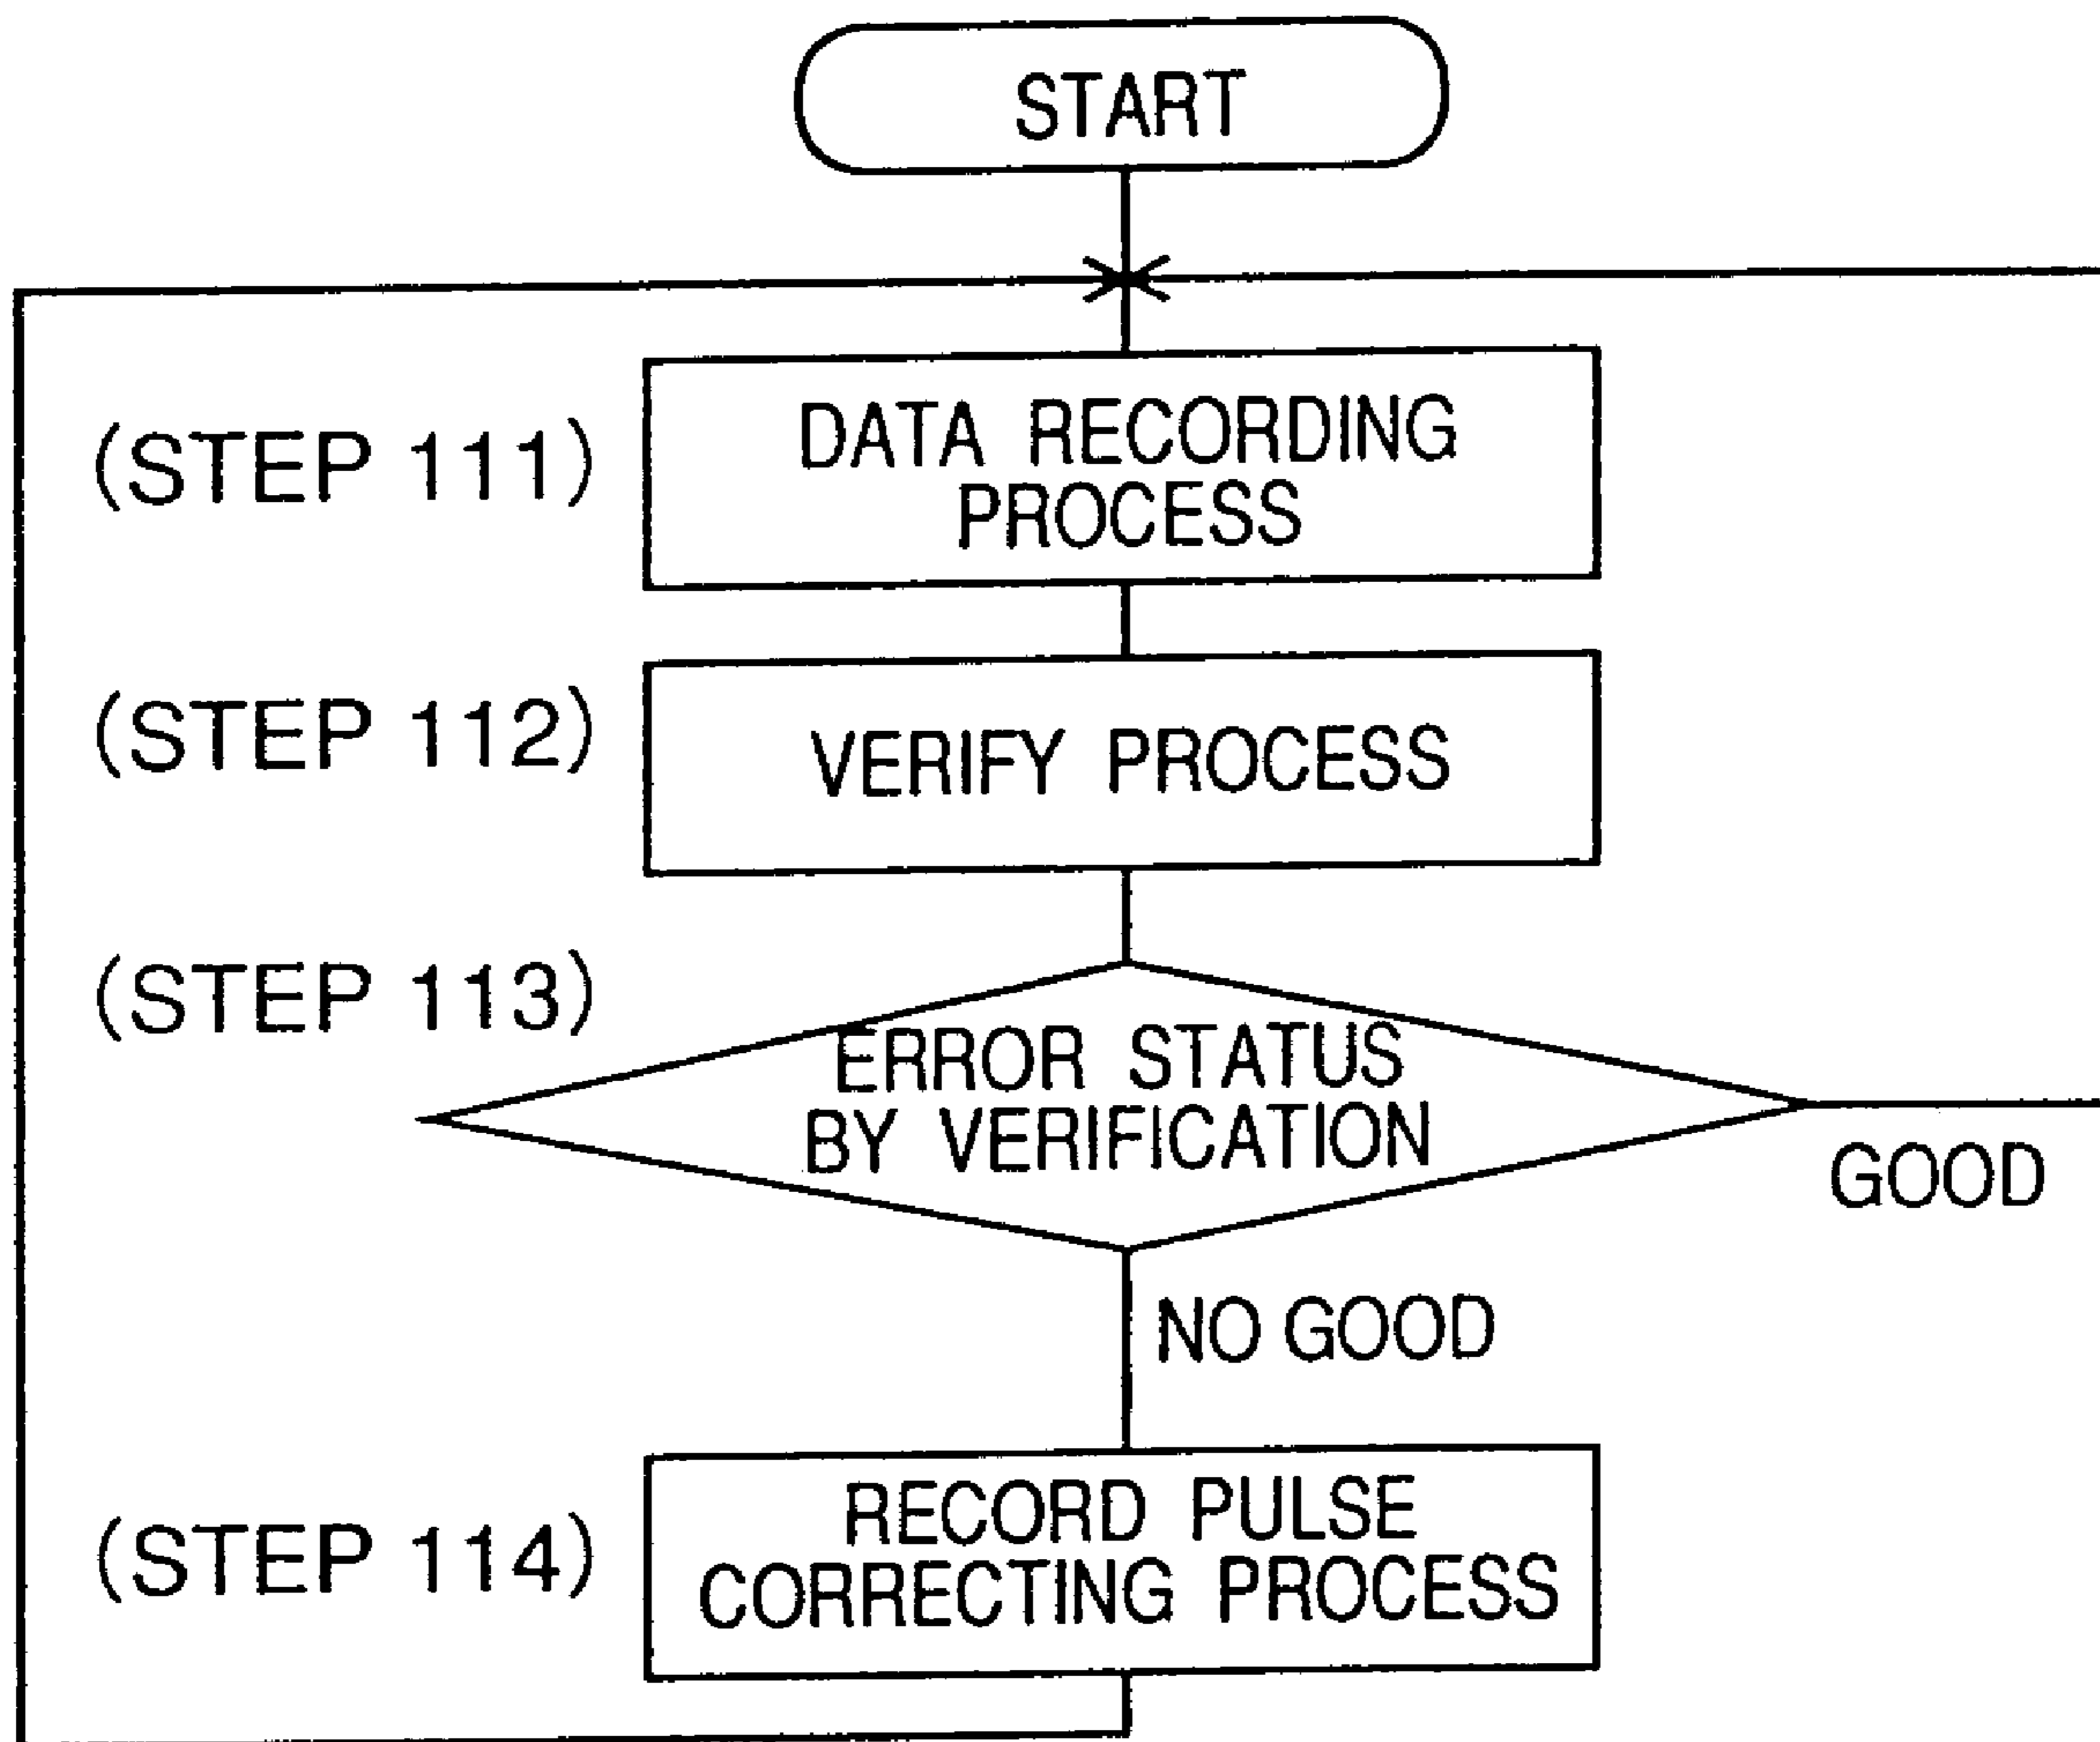 START
(STEP 111)
DATA RECORDING
PROCESS
(STEP 112)
VERIFY PROCESS
(STEP 113)
ERROR STATUS
BY VERIFICATION
GOOD
NO GOOD
(STEP 114)
RECORD PULSE
CORRECTING PROCESS